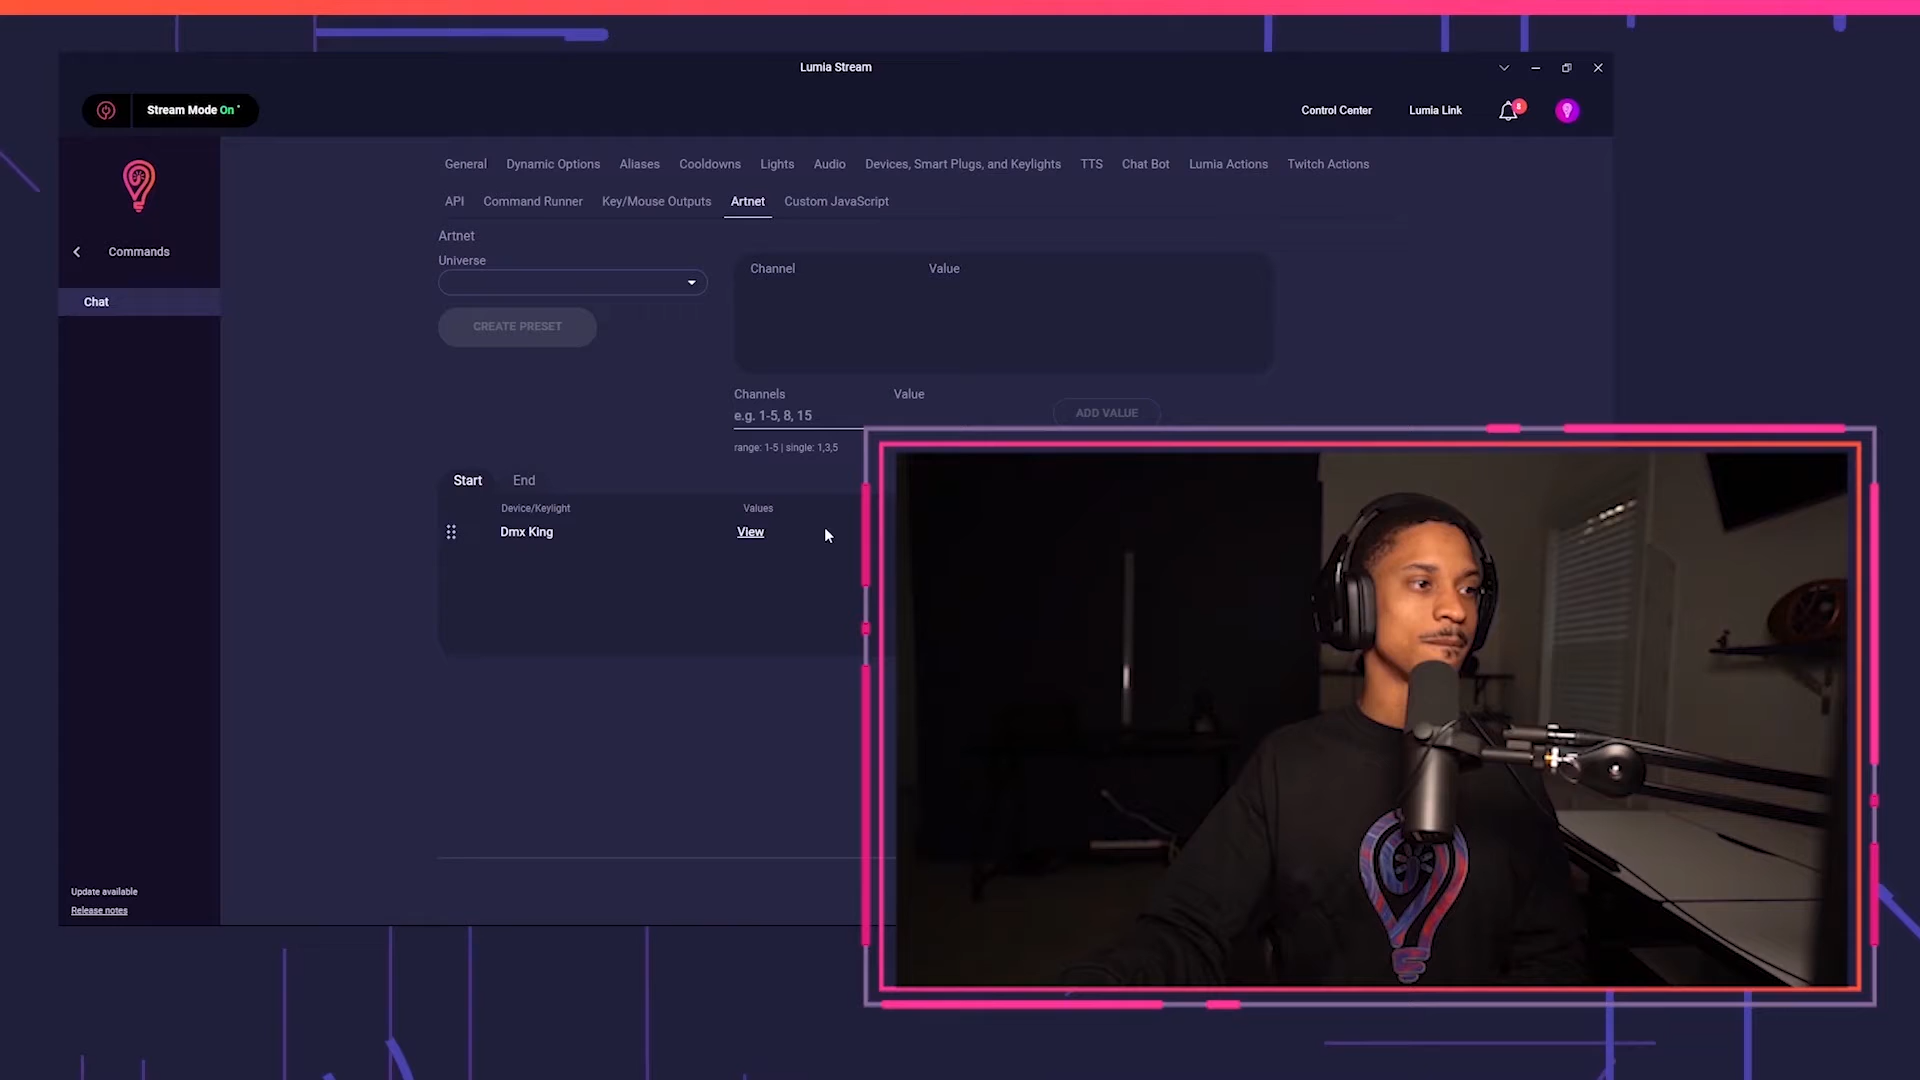 Lumia Stream
Stream Mode On
Control Center
Lumia Link
8
General
Dynamic Options
Aliases
Cooldowns
Lights
Audio
Devices, Smart Plugs, and Keylights
TTS
Chat Bot
Lumia Actions
Twitch Actions
API
Command Runner
Key/Mouse Outputs
Artnet
Custom JavaScript
Commands
Chat
Artnet
Universe
CREATE PRESET
Channel
Value
Channels
Value
e.g. 1-5, 8, 15
ADD VALUE
range: 1-5 | single: 1,3,5
Start
End
Device/Keylight
Values
Dmx King
View
Update available
Release notes